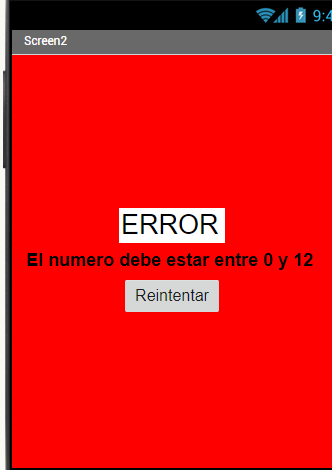 9:4
Screen2
ERROR
El numero debe estar entre 0 y 12
Reintentar